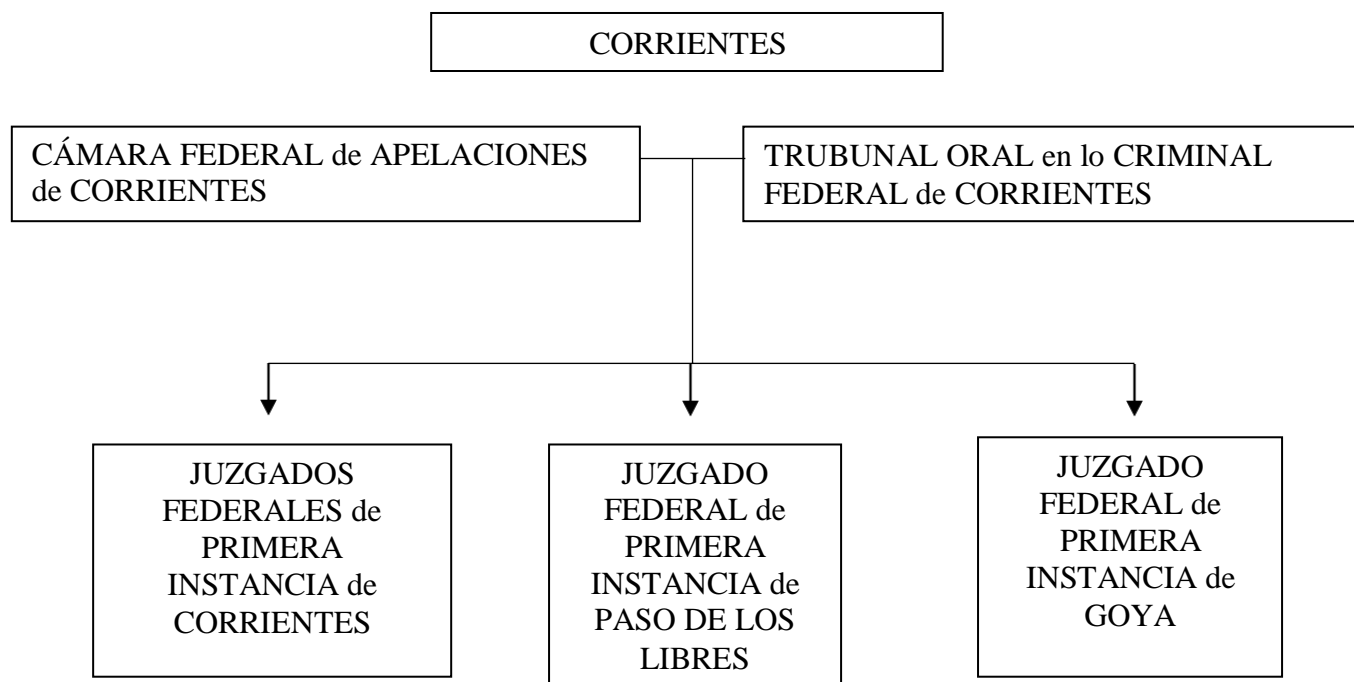 CORRIENTES
CÁMARA FEDERAL de APELACIONES
de CORRIENTES
TRUBUNAL ORAL en lo CRIMINAL
FEDERAL de CORRIENTES
JUZGADOS
FEDERALES de
PRIMERA
INSTANCIA de
CORRIENTES
JUZGADO
FEDERAL de
PRIMERA
INSTANCIA de
PASO DE LOS
LIBRES
JUZGADO
FEDERAL de
PRIMERA
INSTANCIA de
GOYA